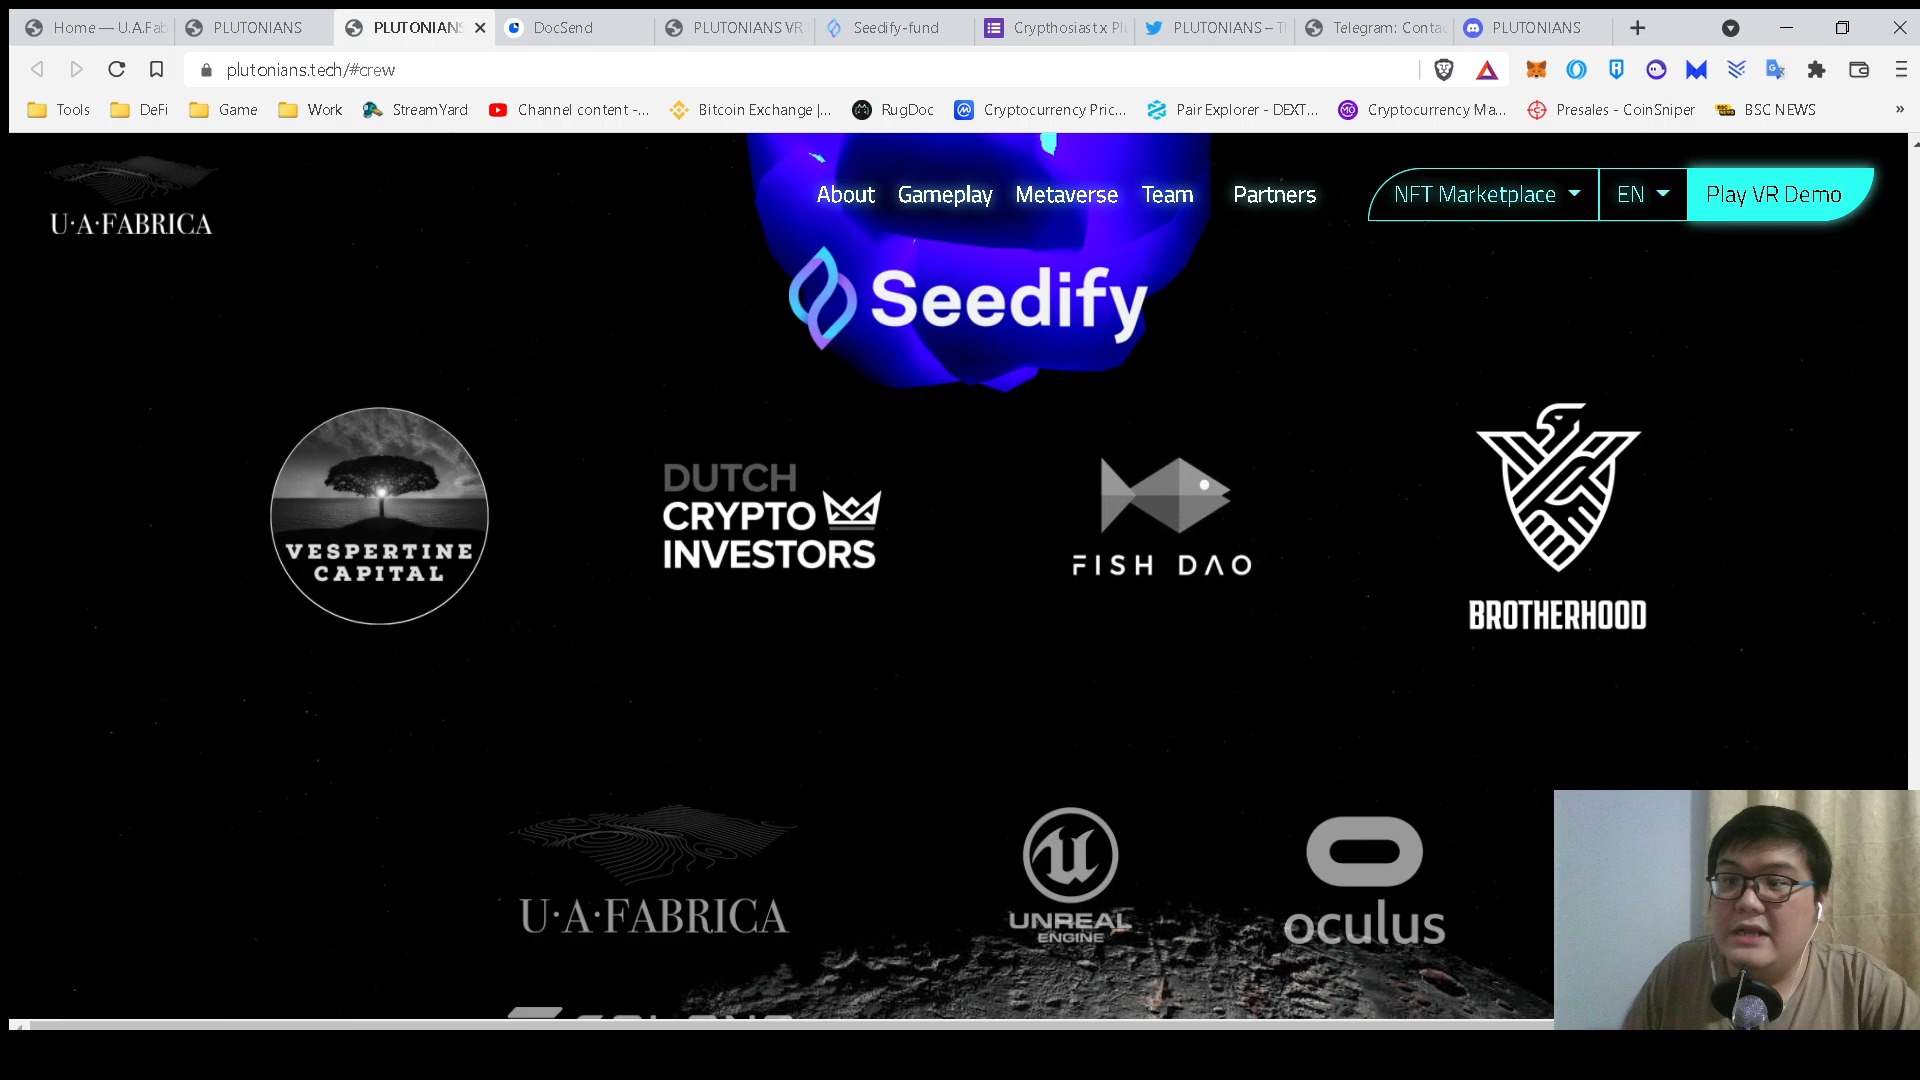 Home — U.A.Fab
PLUTONIANS
PLUTONIANS
DocSend
PLUTONIANS VR
Seedify-fund
Crypthosiast x Pl
PLUTONIANS – T
Telegram: Conta
PLUTONIANS
plutonians.tech/#crew
Tools
DeFi
Game
Work
StreamYard
Channel content -...
Bitcoin Exchange |...
RugDoc
Cryptocurrency Pric...
Pair Explorer - DEXT...
Cryptocurrency Ma...
Presales - CoinSniper
BSC NEWS
»
U·A·FABRICA
About
Gameplay
Metaverse
Team
Partners
NFT Marketplace
EN
Play VR Demo
Seedify
VESPERTINE
CAPITAL
DUTCH
CRYPTO
INVESTORS
FISH DAO
BROTHERHOOD
U·A·FABRICA
UNREAL
ENGINE
oculus